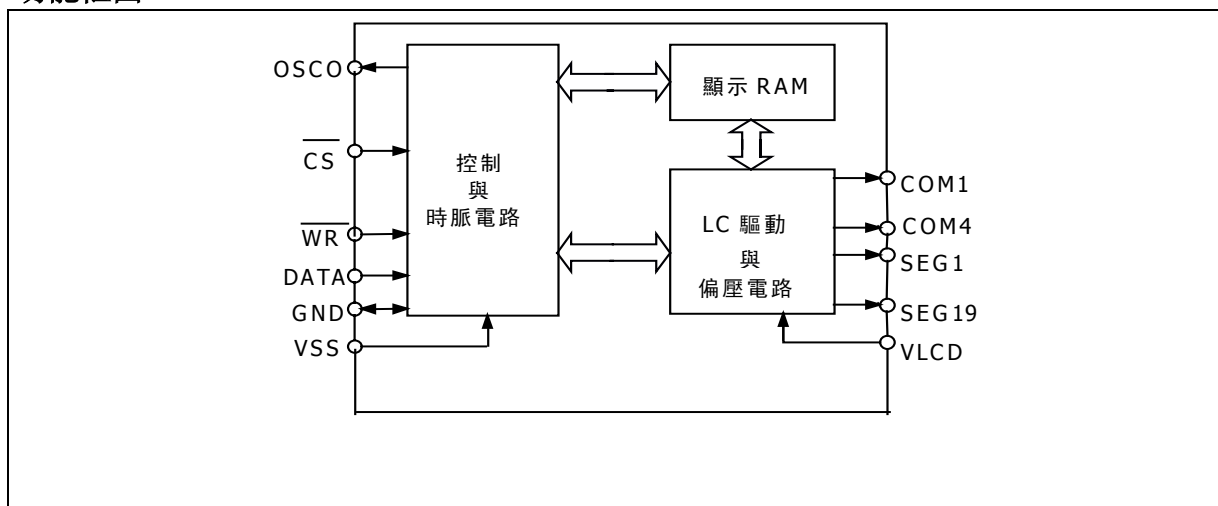 OSCO
CS
WR
DATA
GND
VSS
控制
與
時脈電路
顯示 RAM
LC 驅動
與
偏壓電路
COM1
COM4
SEG1
SEG19
VLCD